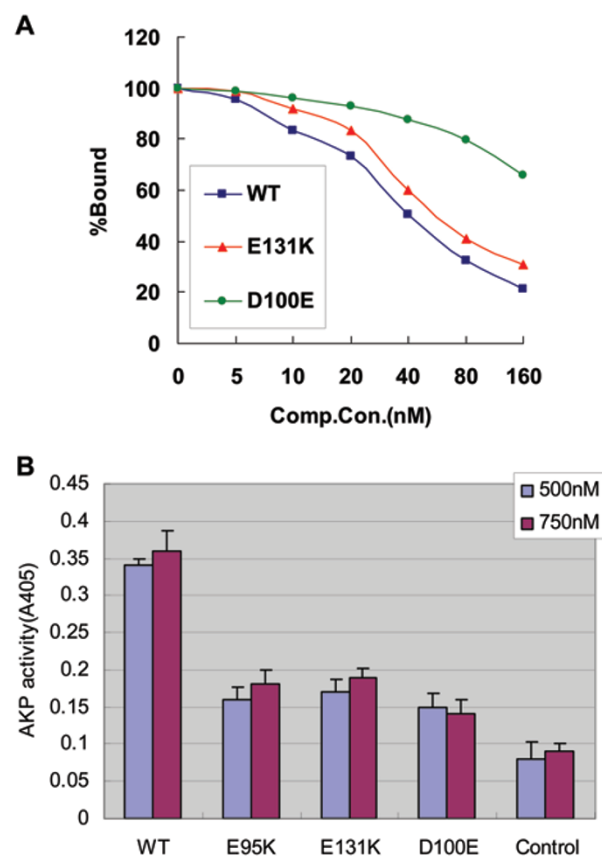 A
%Bound
120
100
80
60
40
20
0
WT
E131K
D100E
0 5 10 20 40 80 160
Comp.Con.(nM)
B
AKP activity(A405)
0.45
0.4
0.35
0.3
0.25
0.2
0.15
0.1
0.05
0
500nM
750nM
WT E95K E131K D100E Control